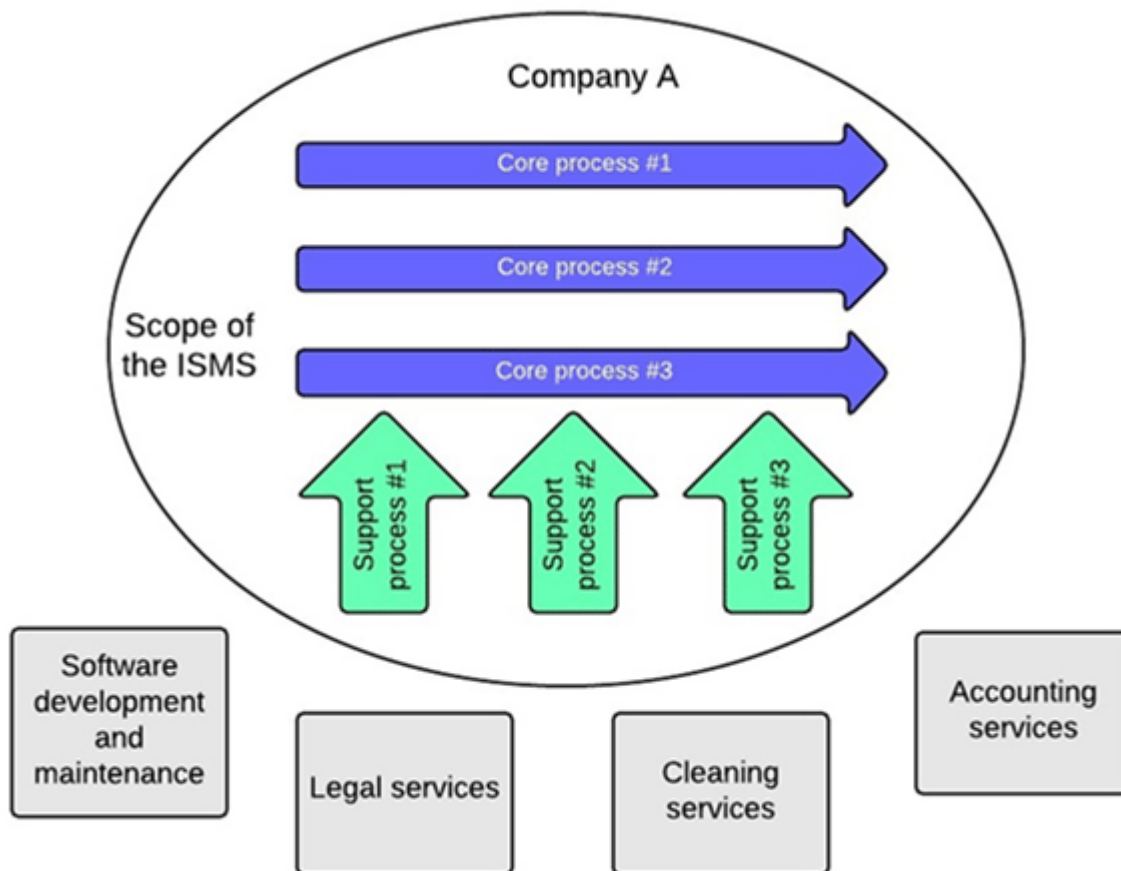 Company A
Core process #1
Core process #2
Scope of
the ISMS
Core process #3
Support
process #1
Support
process #2
Support
process #3
Software
development
and
maintenance
Legal services
Cleaning
services
Accounting
services